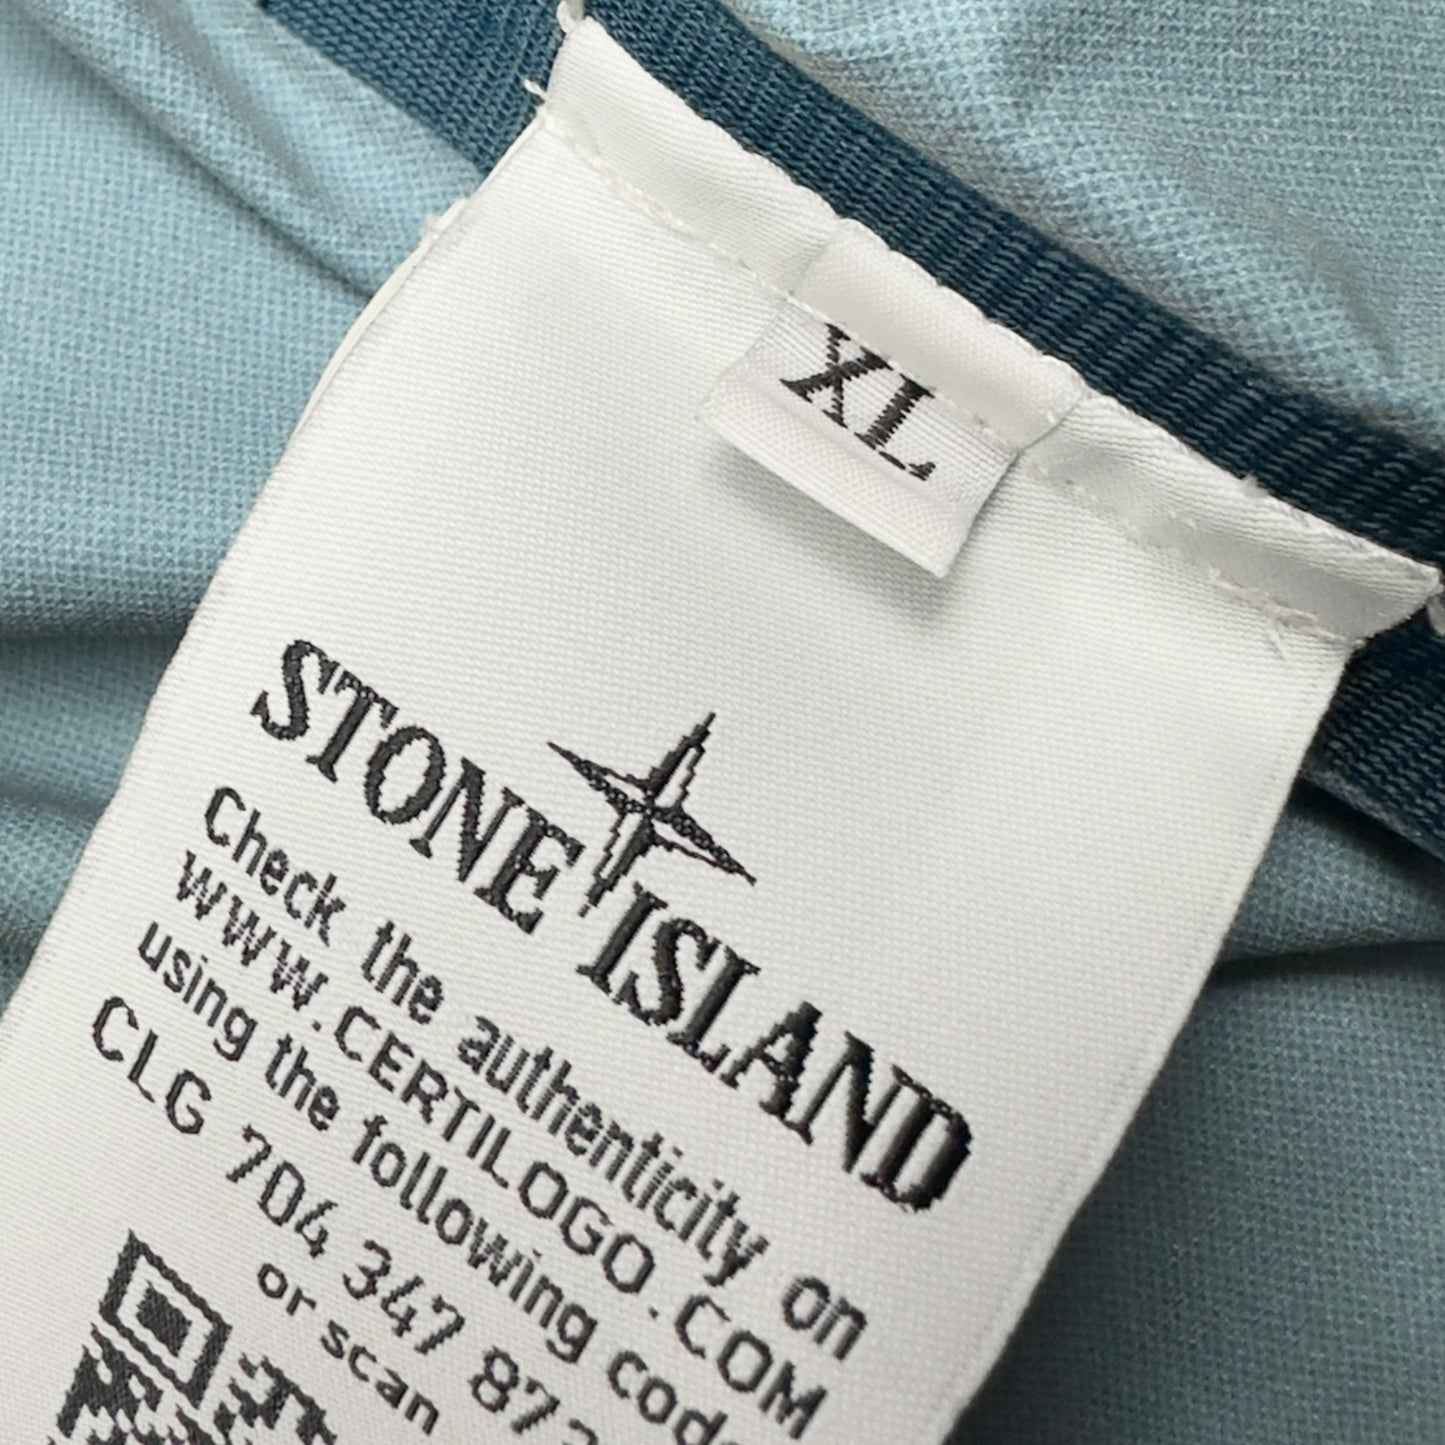 XL
STONE ISLAND
Check the authenticity on
WWW.CERTILOGO.COM
using the following code
CLG 704 347 872
or scan